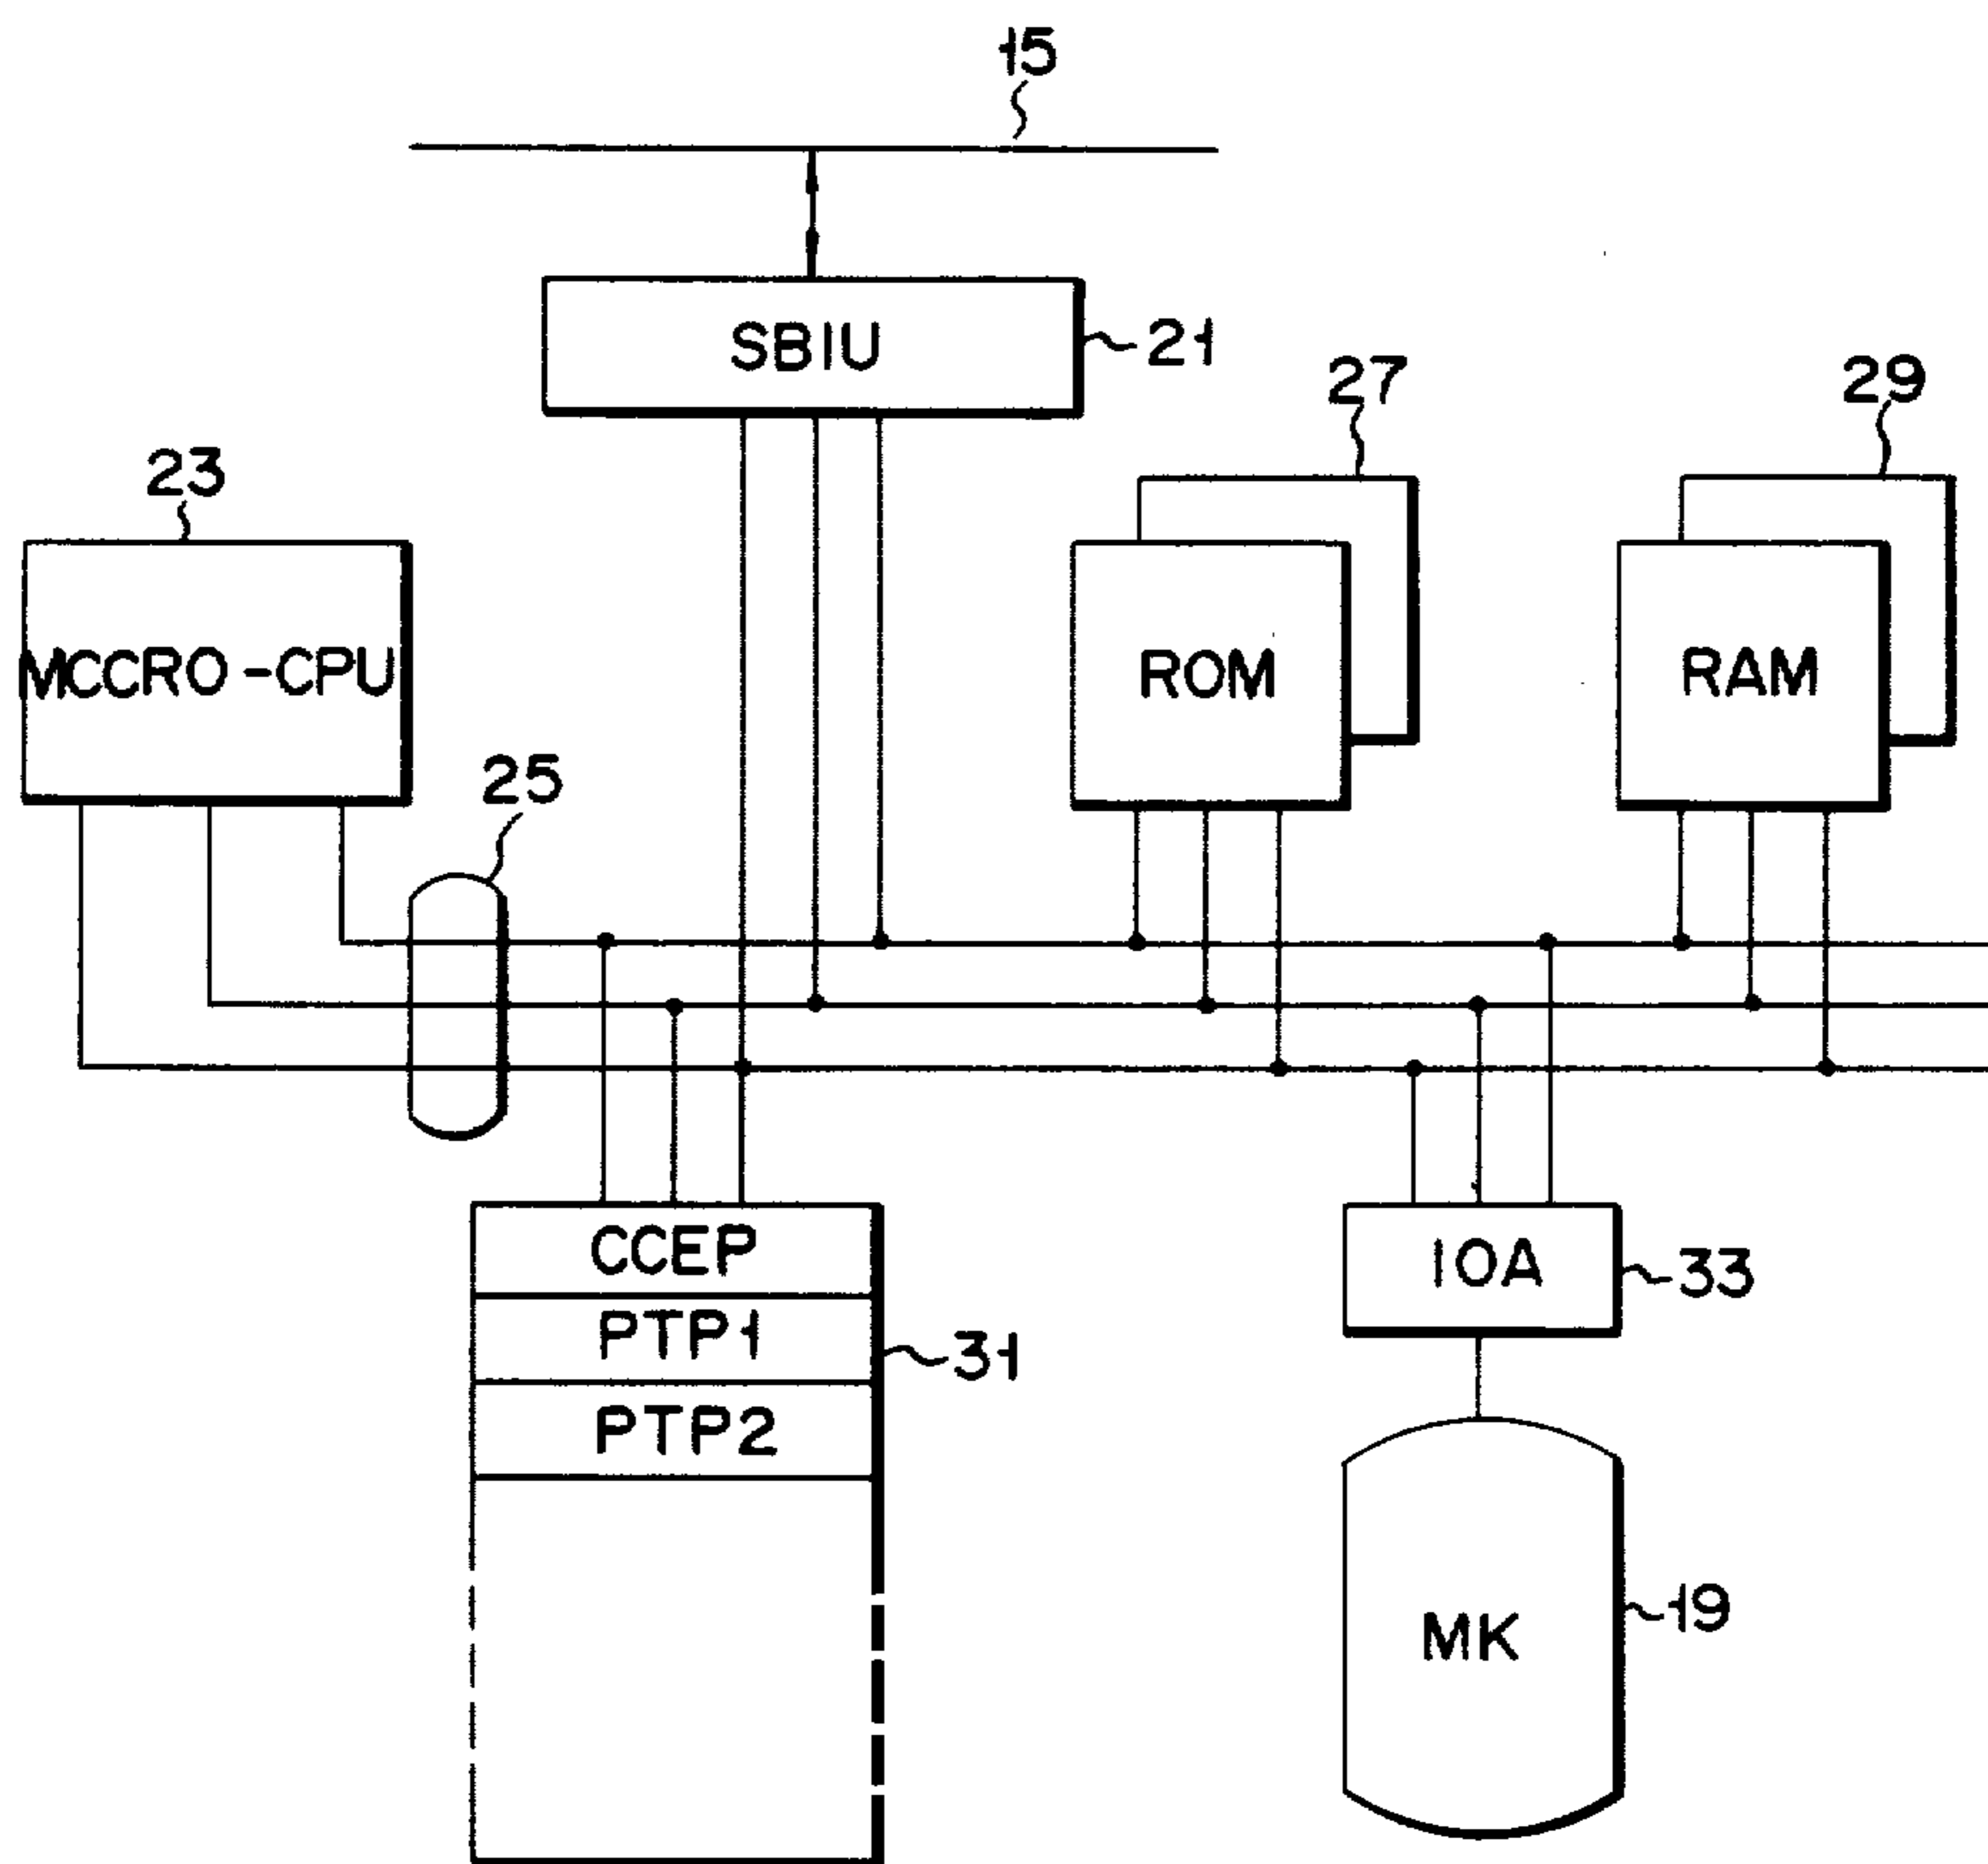 15
SBIU
21
27
29
23
MCCRO-CPU
ROM
RAM
25
CCEP
PTP1
PTP2
31
IOA
33
MK
19